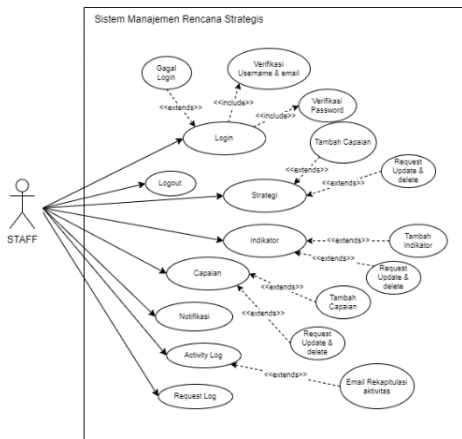 Sistem Manajemen Rencana Strategis
Gagal
Login
Verifikasi
Username & email
<<extends>>
<<include>>
<<include>>
Verifikasi
Password
Login
Tambah Capaian
Logout
Strategi
<<extends>>
<<extends>>
Request
Update &
delete
STAFF
Indikator
<<extends>>
Tambah
Indikator
<<extends>>
Request
Update &
delete
Capaian
<<extends>>
Tambah
Capaian
<<extends>>
Notifikasi
Request
Update &
delete
Activity Log
<<extends>>
Email Rekapitulasi
aktivitas
Request Log